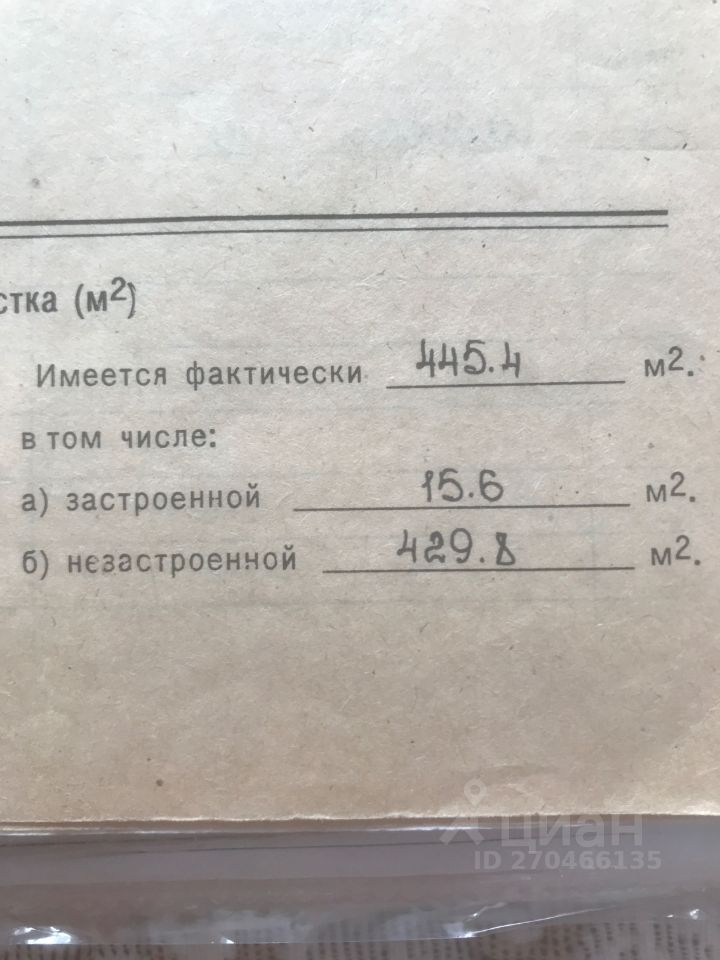 стка (м²)
Имеется фактически 445.4 м².
в том числе:
а) застроенной 15.6 м².
б) незастроенной 429.8 м².
циан
ID 270466135